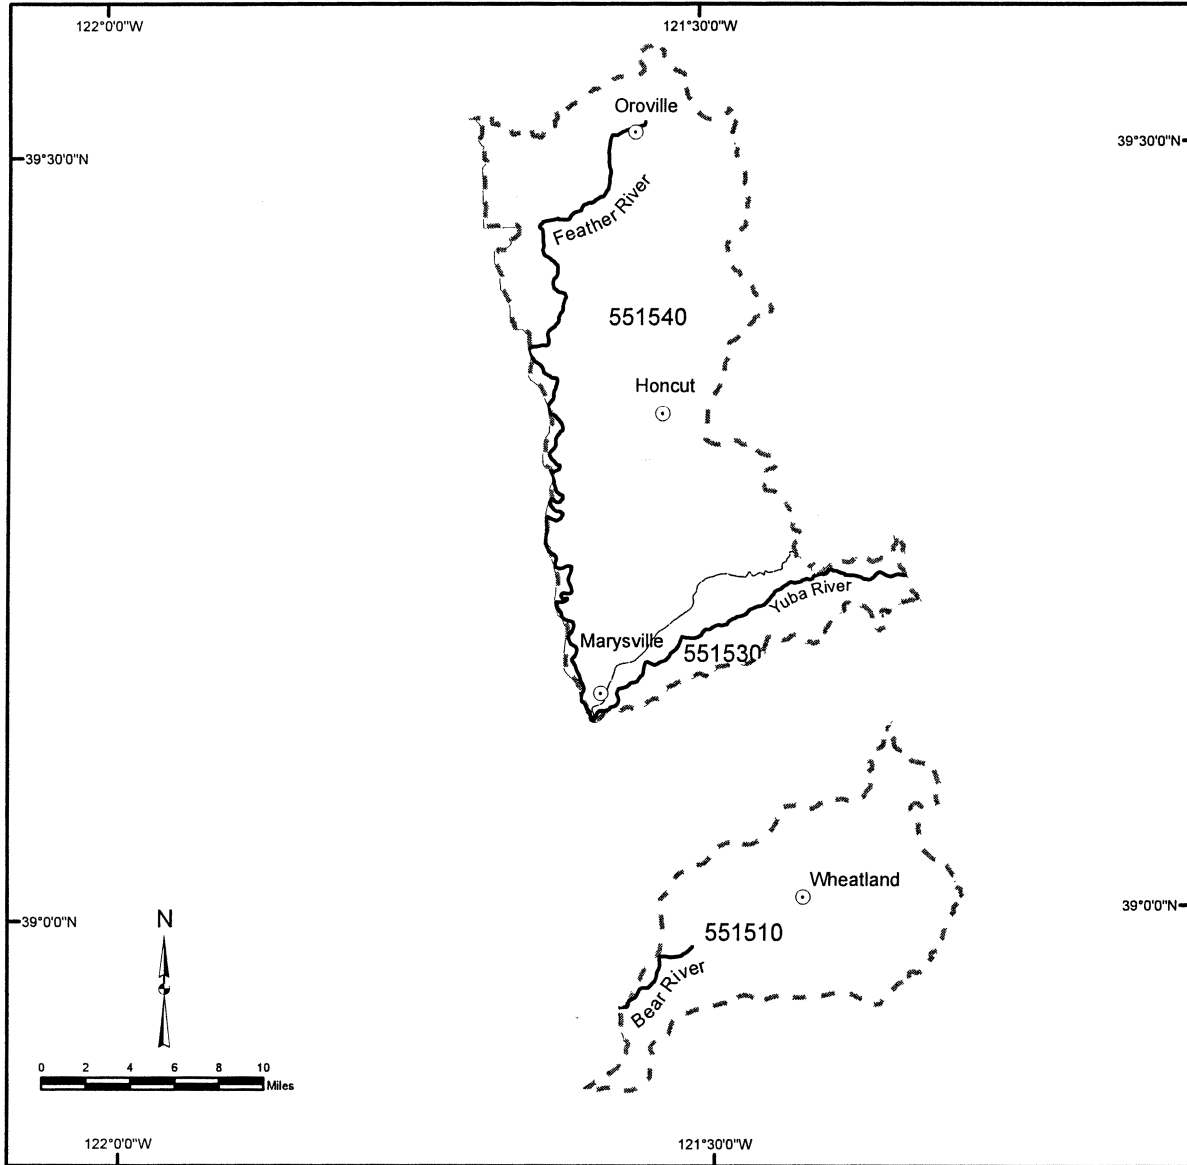 122°0'0"W
121°30'0"W
Oroville
39°30'0"N
39°30'0"N
Feather River
551540
Honcut
Yuba River
Marysville
551530
Wheatland
39°0'0"N
39°0'0"N
N
551510
Bear River
0 2 4 6 8 10
Miles
122°0'0"W
121°30'0"W